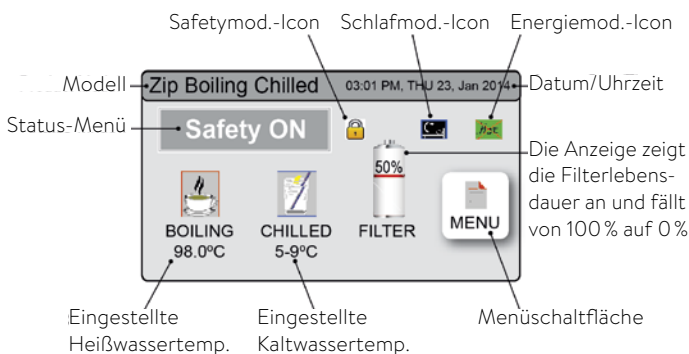 Safetymod.-Icon Schlafmod.-Icon Energiemod.-Icon
Modell Zip Boiling Chilled 03:01 PM, THU 23, Jan 2014 Datum/Uhrzeit
Status-Menü Safety ON
Die Anzeige zeigt
die Filterlebens-
dauer an und fällt
von 100 % auf 0 %
50%
BOILING CHILLED FILTER MENU
98.0ºC 5-9ºC
Eingestellte Eingestellte Menüschaltfläche
Heißwassertemp. Kaltwassertemp.